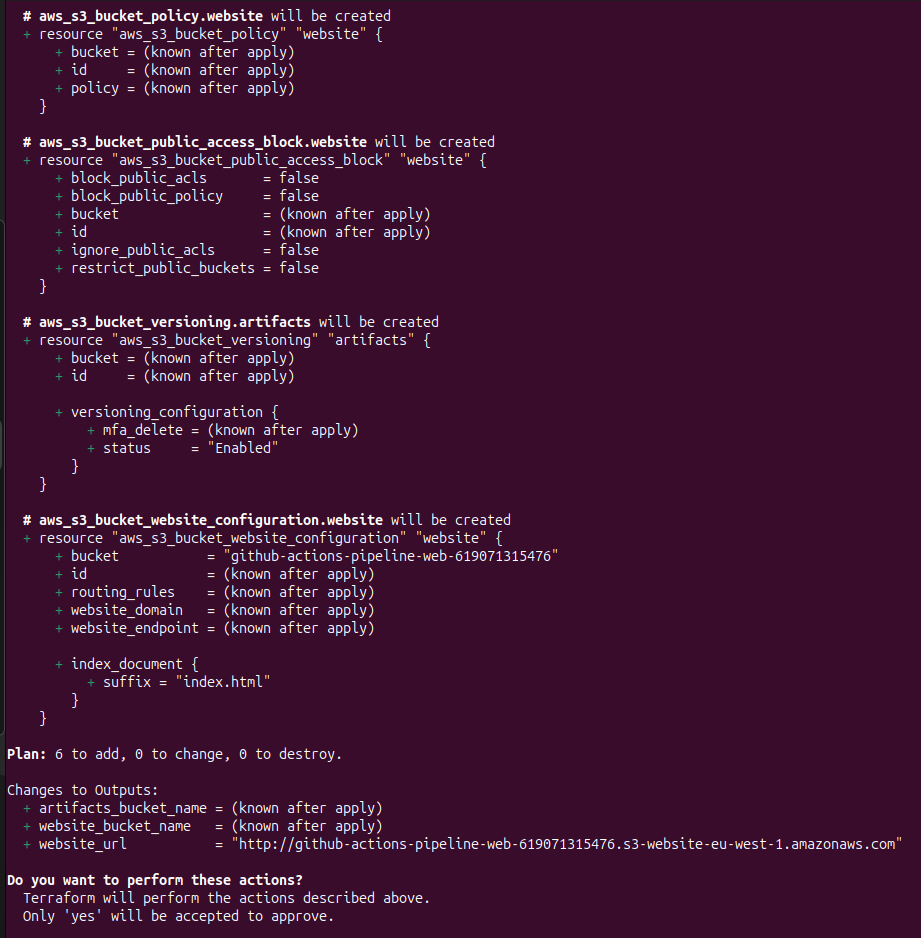 # aws_s3_bucket_policy.website will be created
+ resource "aws_s3_bucket_policy" "website" {
+ bucket = (known after apply)
+ id     = (known after apply)
+ policy = (known after apply)
}
# aws_s3_bucket_public_access_block.website will be created
+ resource "aws_s3_bucket_public_access_block" "website" {
+ block_public_acls       = false
+ block_public_policy     = false
+ bucket                  = (known after apply)
+ id                      = (known after apply)
+ ignore_public_acls      = false
+ restrict_public_buckets = false
}
# aws_s3_bucket_versioning.artifacts will be created
+ resource "aws_s3_bucket_versioning" "artifacts" {
+ bucket = (known after apply)
+ id     = (known after apply)
+ versioning_configuration {
+ mfa_delete = (known after apply)
+ status     = "Enabled"
}
}
# aws_s3_bucket_website_configuration.website will be created
+ resource "aws_s3_bucket_website_configuration" "website" {
+ bucket           = "github-actions-pipeline-web-619071315476"
+ id               = (known after apply)
+ routing_rules    = (known after apply)
+ website_domain   = (known after apply)
+ website_endpoint = (known after apply)
+ index_document {
+ suffix = "index.html"
}
}
Plan: 6 to add, 0 to change, 0 to destroy.
Changes to Outputs:
+ artifacts_bucket_name = (known after apply)
+ website_bucket_name   = (known after apply)
+ website_url           = "http://github-actions-pipeline-web-619071315476.s3-website-eu-west-1.amazonaws.com"
Do you want to perform these actions?
Terraform will perform the actions described above.
Only 'yes' will be accepted to approve.